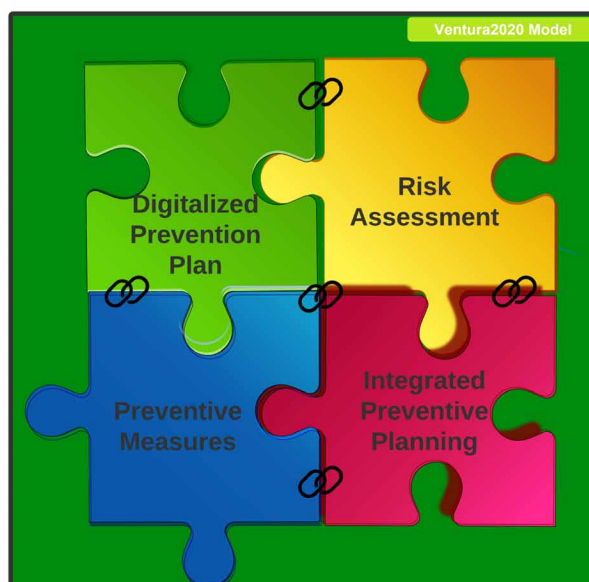 Ventura2020 Model
Digitalized
Prevention
Plan
Risk
Assessment
Preventive
Measures
Integrated
Preventive
Planning